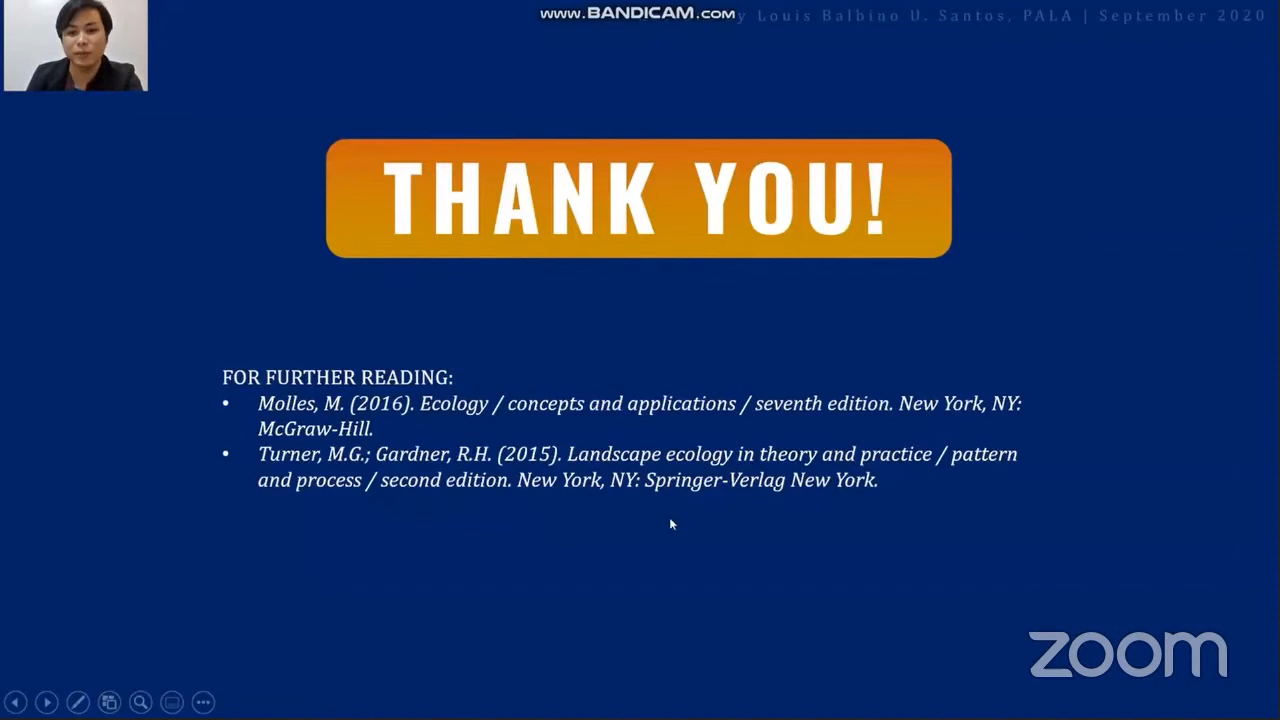 www.BANDICAM.com
y Louis Balbino U. Santos, PALA | September 2020
THANK YOU!
FOR FURTHER READING:
• Molles, M. (2016). Ecology / concepts and applications / seventh edition. New York, NY:
McGraw-Hill.
• Turner, M.G.; Gardner, R.H. (2015). Landscape ecology in theory and practice / pattern
and process / second edition. New York, NY: Springer-Verlag New York.
zoom